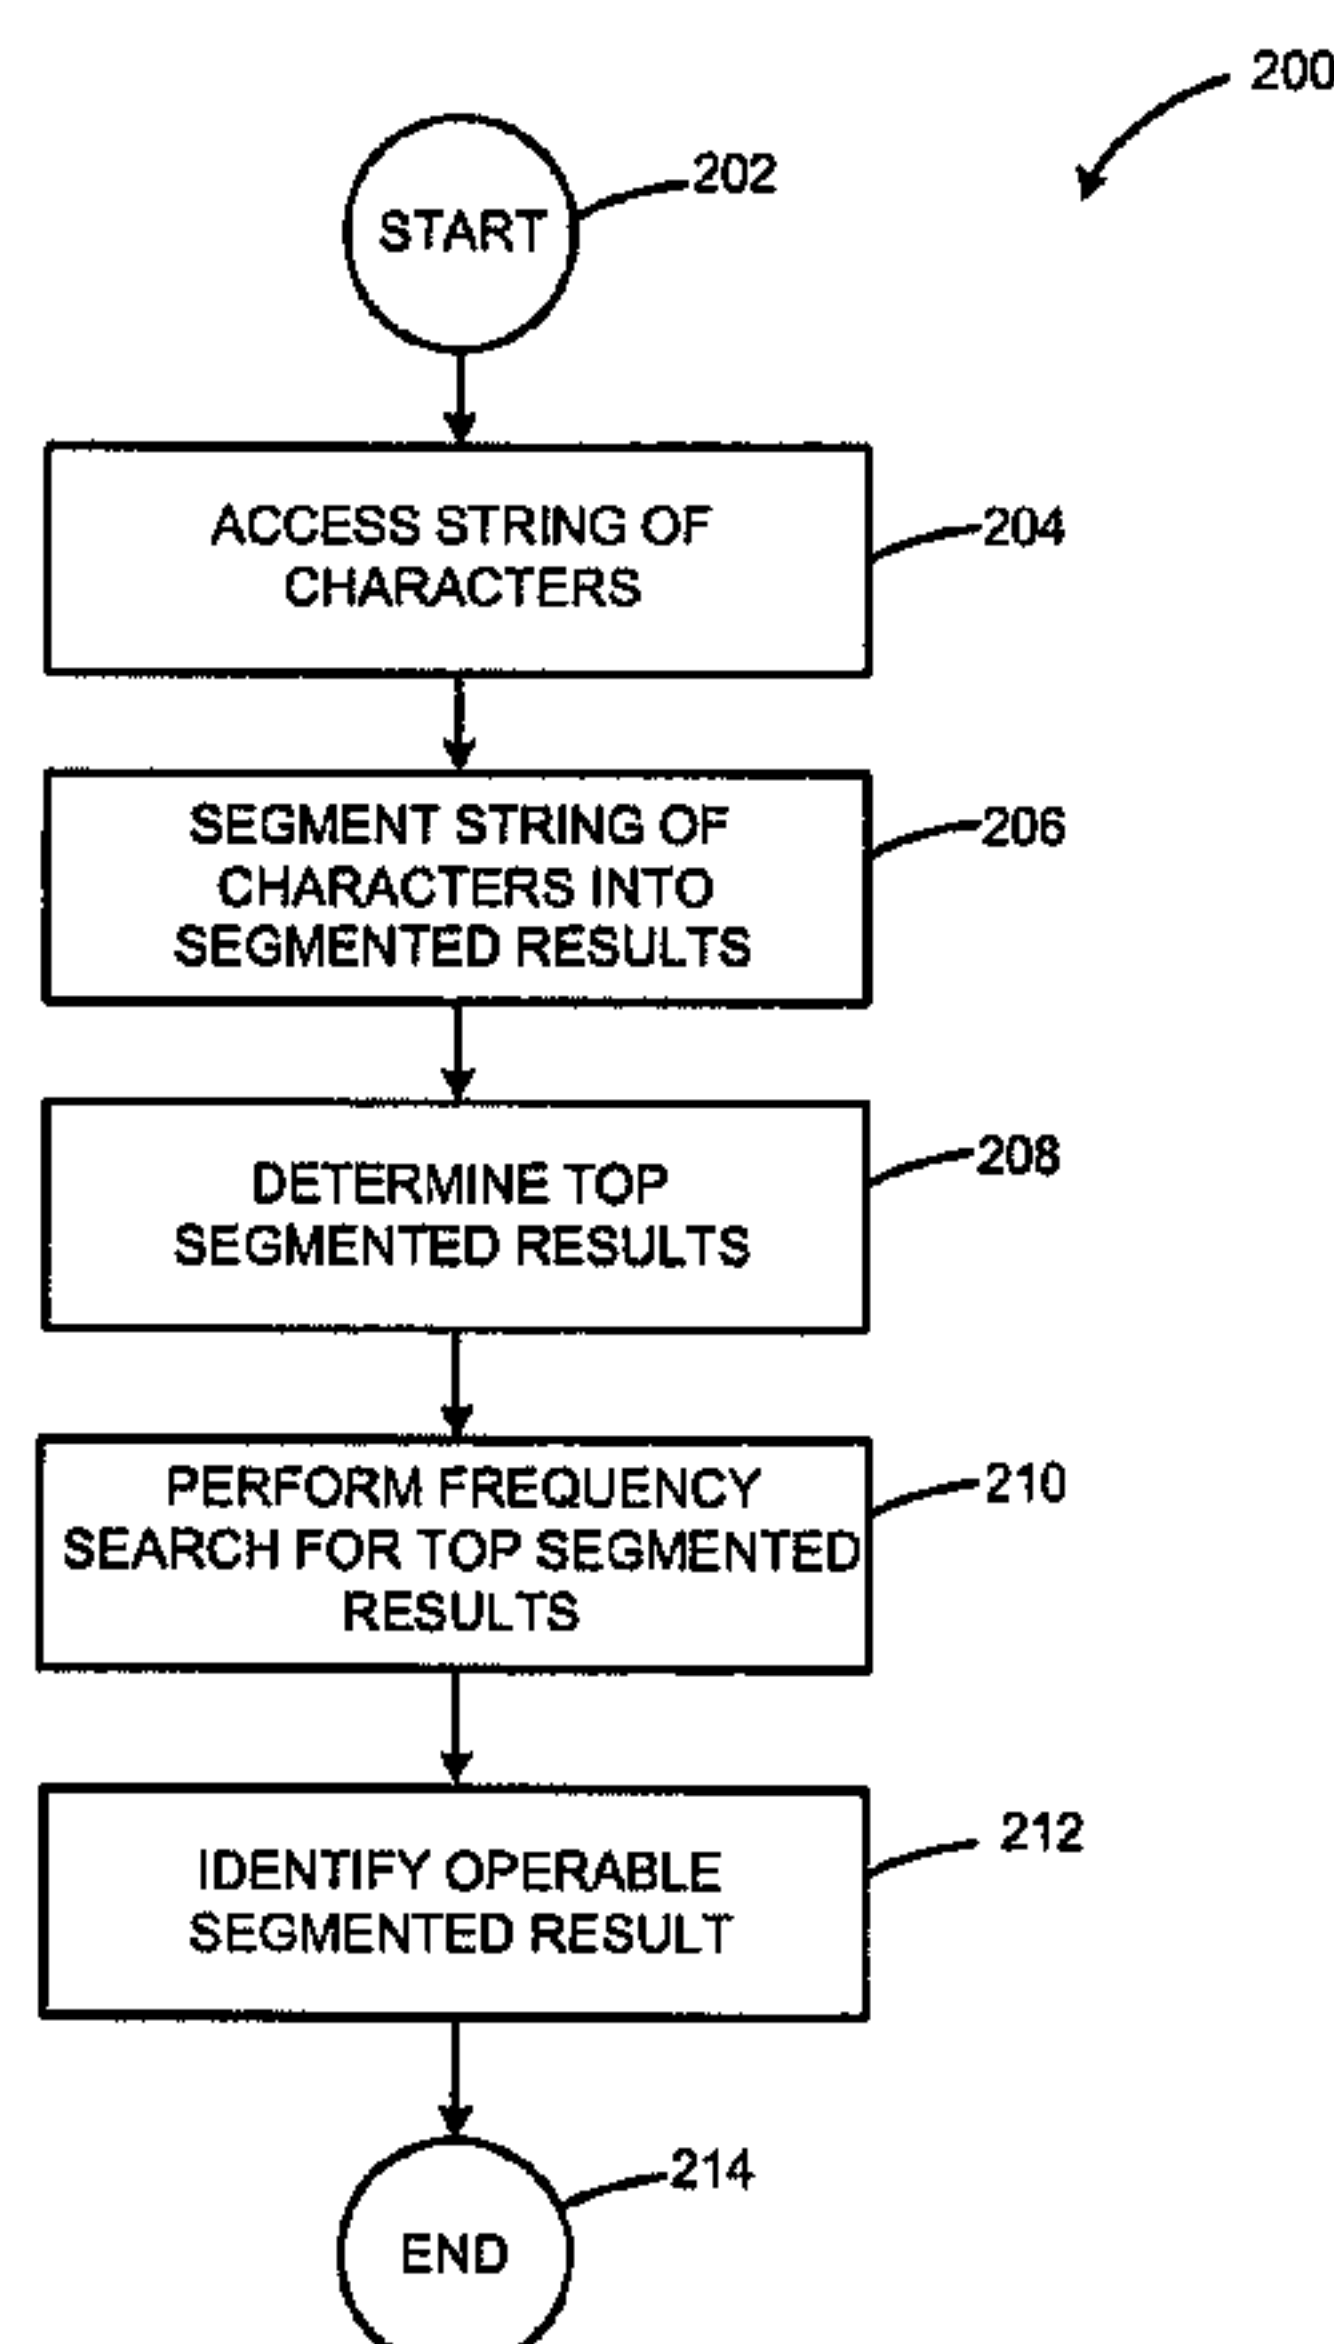 200
START
202
ACCESS STRING OF
CHARACTERS
204
SEGMENT STRING OF
CHARACTERS INTO
SEGMENTED RESULTS
206
DETERMINE TOP
SEGMENTED RESULTS
208
PERFORM FREQUENCY
SEARCH FOR TOP SEGMENTED
RESULTS
210
IDENTIFY OPERABLE
SEGMENTED RESULT
212
END
214